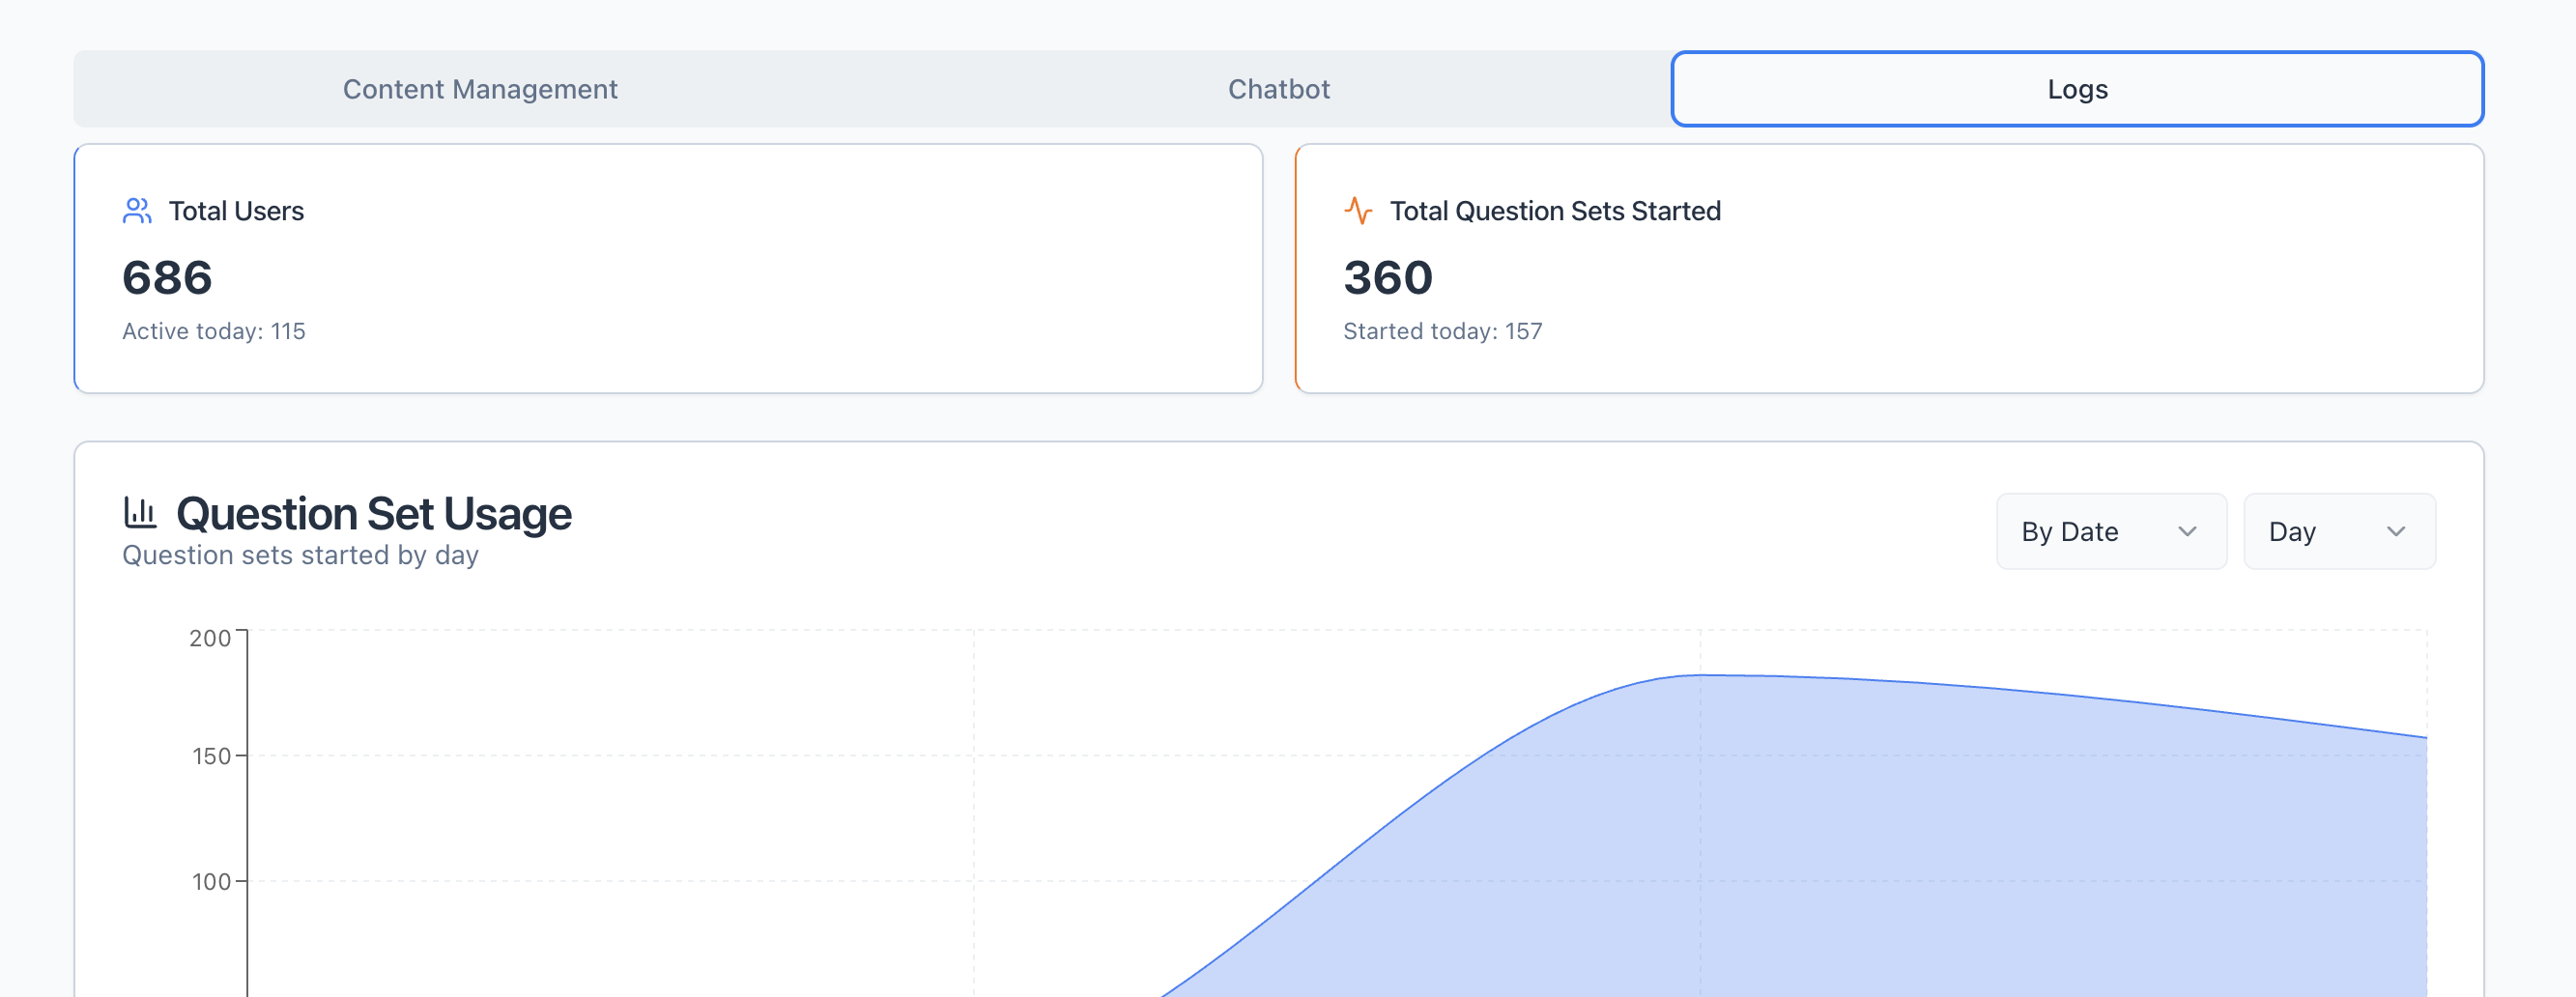 Content Management
Chatbot
Logs
Total Users
686
Active today: 115
Total Question Sets Started
360
Started today: 157
Question Set Usage
Question sets started by day
By Date
Day
200
150
100